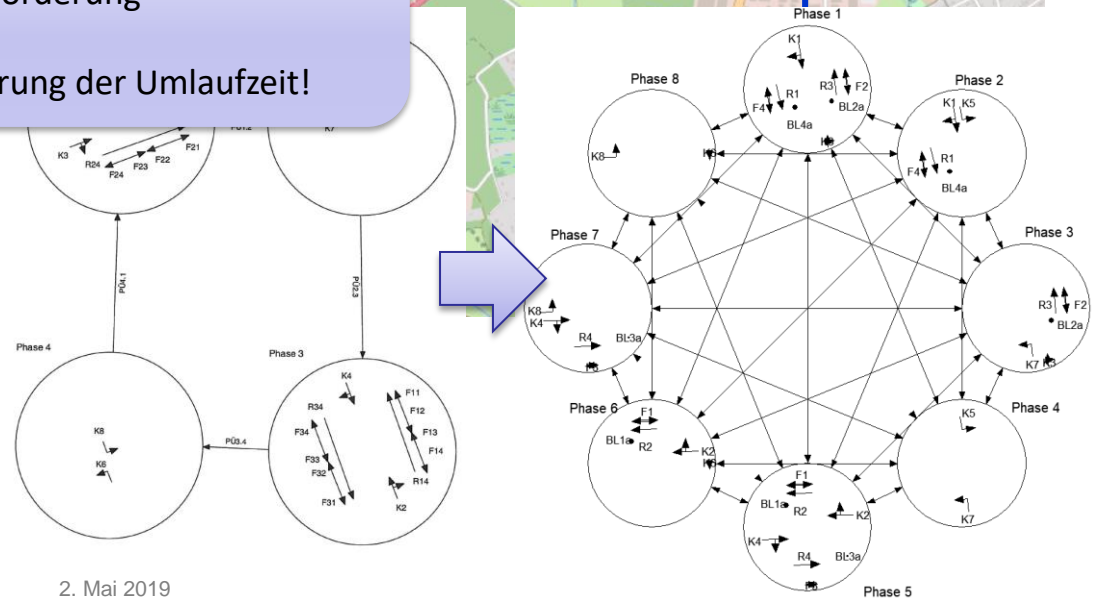 orderung
rung der Umlaufzeit!
K3
R24
F24
F23
F22
F21
K7
PÜ4.1
PÜ2.3
Phase 4
K8
K6
PÜ3.4
Phase 3
K4
R34
F34
F33
F32
F31
F11
F12
F13
F14
R14
K2
2. Mai 2019
Phase 1
K1
R3
F2
R1
F4
BL2a
BL4a
Phase 2
K1 K5
R1
F4
BL4a
Phase 3
R3
F2
BL2a
K7
K3
Phase 4
K5
K7
Phase 5
F1
BL1a
R2
K2
K4
R4
BL3a
Phase 6
F1
BL1a
R2
K2
Phase 7
K8
K4
R4
BL3a
Phase 8
K8